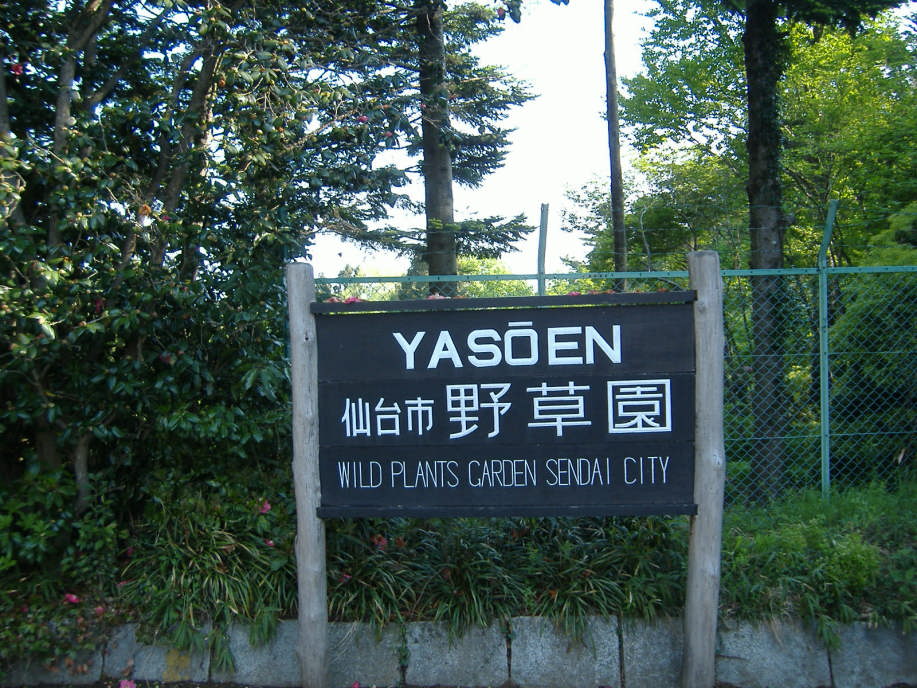 YASŌEN
仙台市野草園
WILD PLANTS GARDEN SENDAI CITY